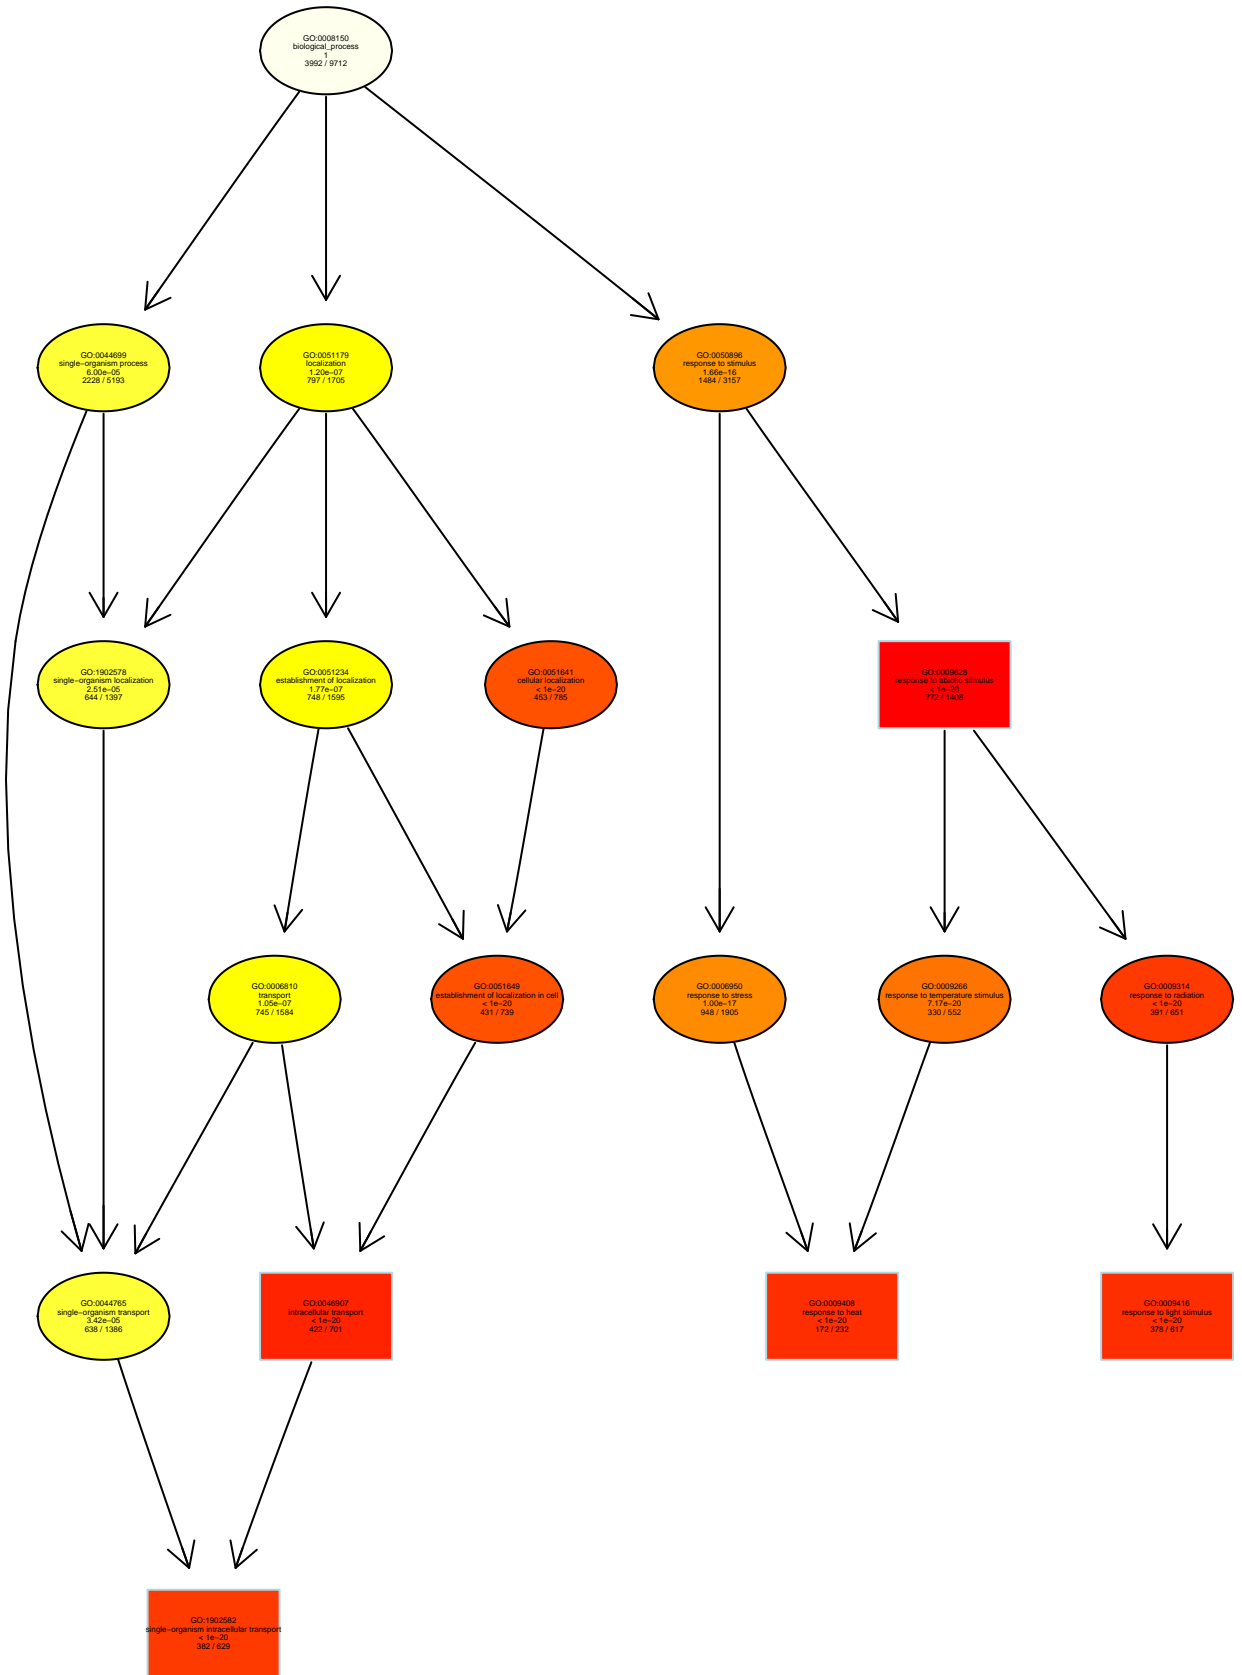 GO:0008150
biological_process
1
3992 / 9712
GO:0044699
single−organism process
6.00e−05
2228 / 5193
GO:0051179
localization
1.20e−07
797 / 1705
GO:0050896
response to stimulus
1.66e−16
1484 / 3157
GO:1902578
single−organism localization
2.51e−05
644 / 1397
GO:0051234
establishment of localization
1.77e−07
748 / 1595
GO:0051641
cellular localization
< 1e−20
453 / 785
GO:0009628
response to abiotic stimulus
< 1e−20
772 / 1408
GO:0006810
transport
1.05e−07
745 / 1584
GO:0051649
establishment of localization in cell
< 1e−20
431 / 739
GO:0006950
response to stress
1.00e−17
948 / 1905
GO:0009266
response to temperature stimulus
7.17e−20
330 / 552
GO:0009314
response to radiation
< 1e−20
391 / 651
GO:0044765
single−organism transport
3.42e−05
638 / 1386
GO:0046907
intracellular transport
< 1e−20
422 / 701
GO:0009408
response to heat
< 1e−20
172 / 232
GO:0009416
response to light stimulus
< 1e−20
378 / 617
GO:1902582
single−organism intracellular transport
< 1e−20
382 / 629